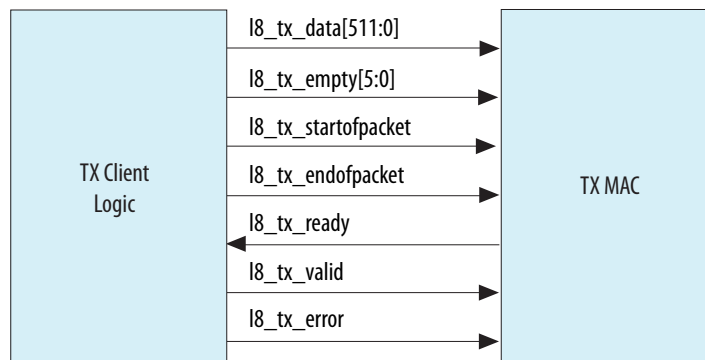 l8_tx_data[511:0]
l8_tx_empty[5:0]
l8_tx_startofpacket
l8_tx_endofpacket
l8_tx_ready
l8_tx_valid
l8_tx_error
TX Client
Logic
TX MAC